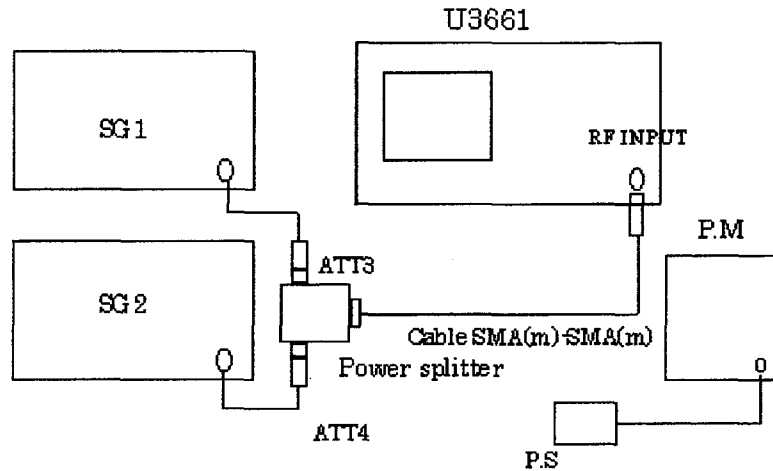 U3661
SG1
RF INPUT
P.M
ATT3
SG2
Cable SMA(m)-SMA(m)
Power splitter
ATT4
P.S